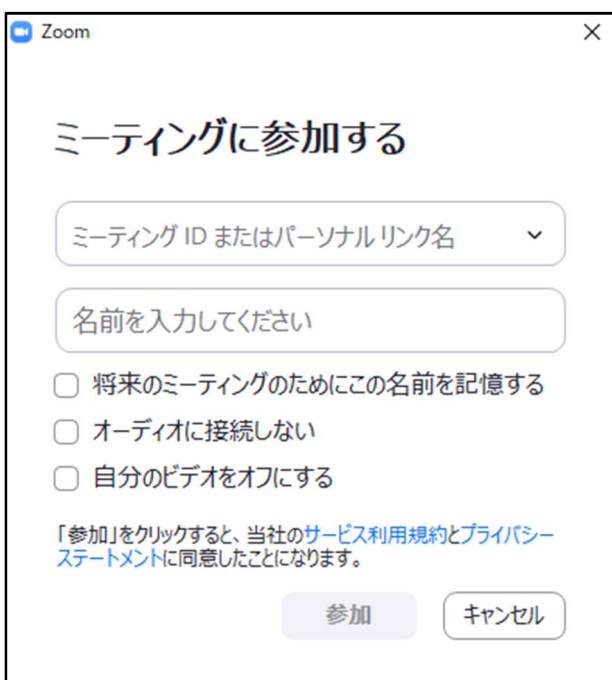 Zoom
ミーティングに参加する
ミーティング ID またはパーソナル リンク名
名前を入力してください
将来のミーティングのためにこの名前を記憶する
オーディオに接続しない
自分のビデオをオフにする
「参加」をクリックすると、当社のサービス利用規約とプライバシー
ステートメントに同意したことになります。
参加 キャンセル